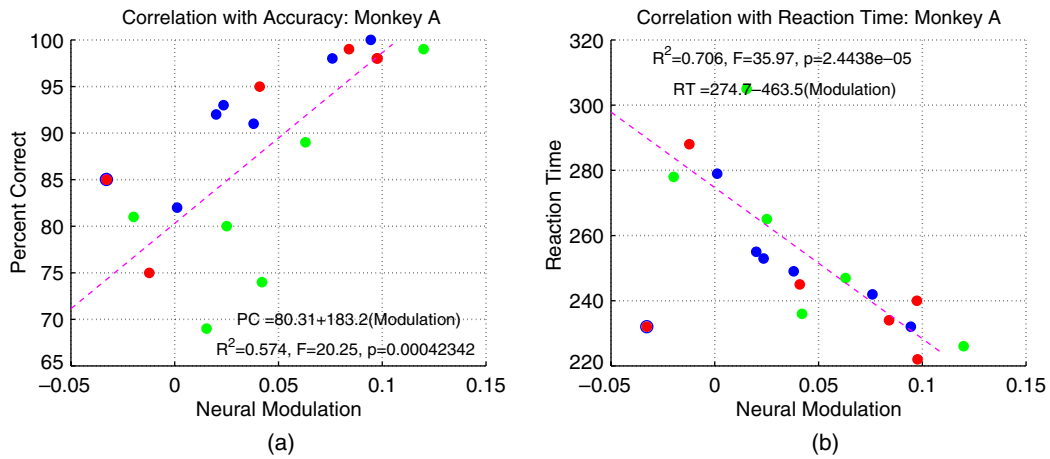 Correlation with Accuracy: Monkey A
100
95
90
85
80
75
70
65
Percent Correct
PC =80.31+183.2(Modulation)
R²=0.574, F=20.25, p=0.00042342
−0.05 0 0.05 0.1 0.15
Neural Modulation
(a)
Correlation with Reaction Time: Monkey A
320
300
280
260
240
220
Reaction Time
R²=0.706, F=35.97, p=2.4438e−05
RT =274.7−463.5(Modulation)
−0.05 0 0.05 0.1 0.15
Neural Modulation
(b)